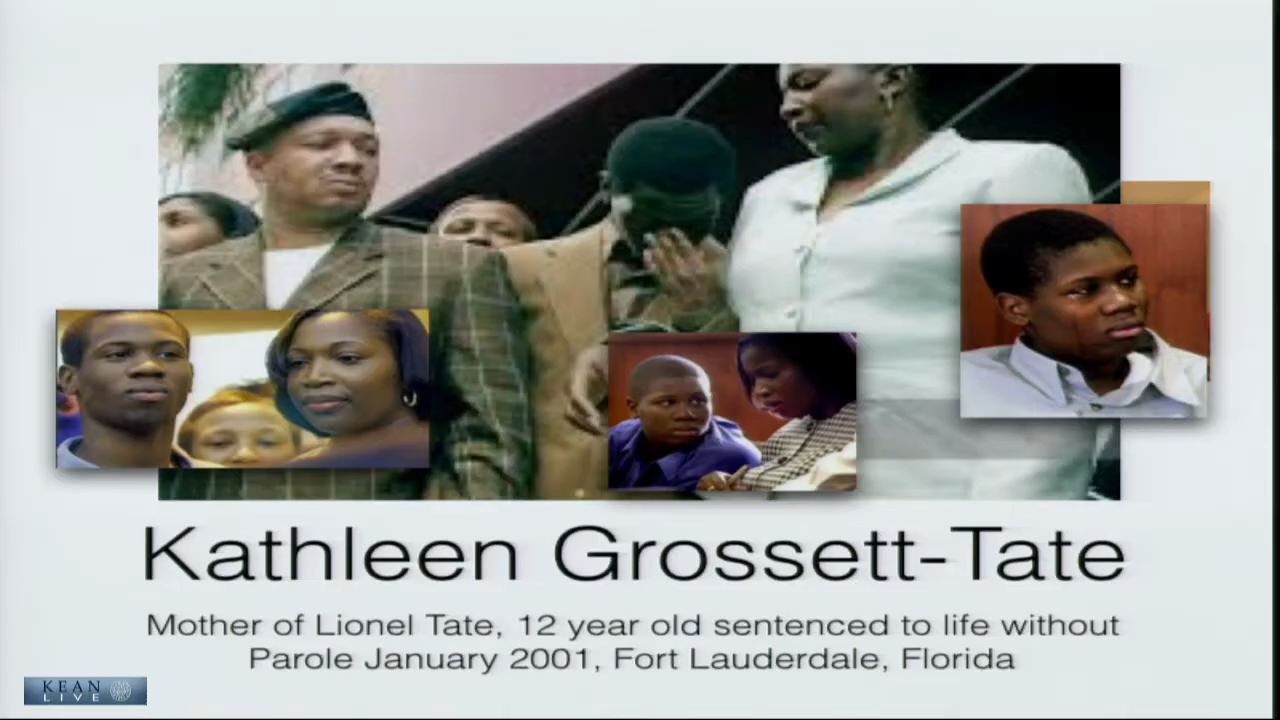 Kathleen Grossett-Tate
Mother of Lionel Tate, 12 year old sentenced to life without
Parole January 2001, Fort Lauderdale, Florida
KEAN
LIVE